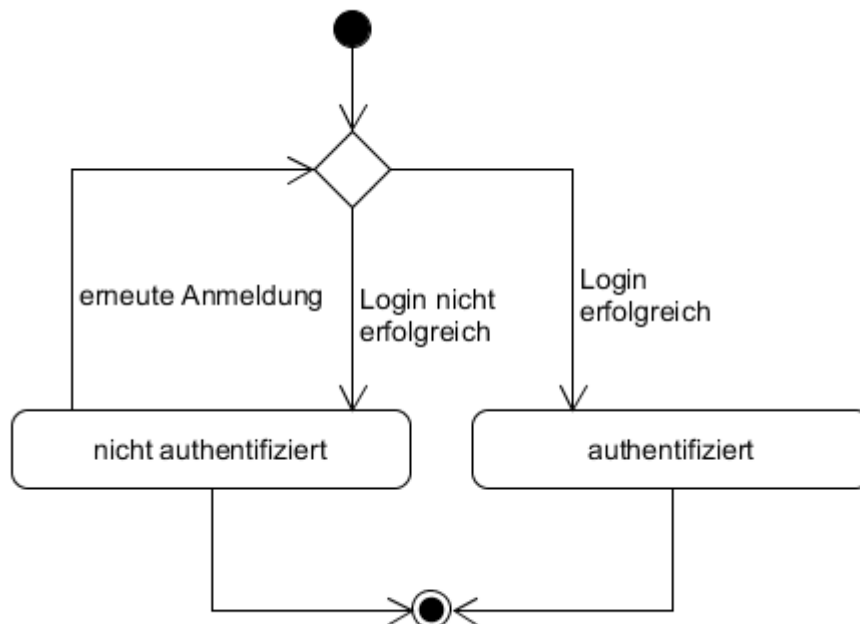 erneute Anmeldung
Login nicht
erfolgreich
Login
erfolgreich
nicht authentifiziert
authentifiziert